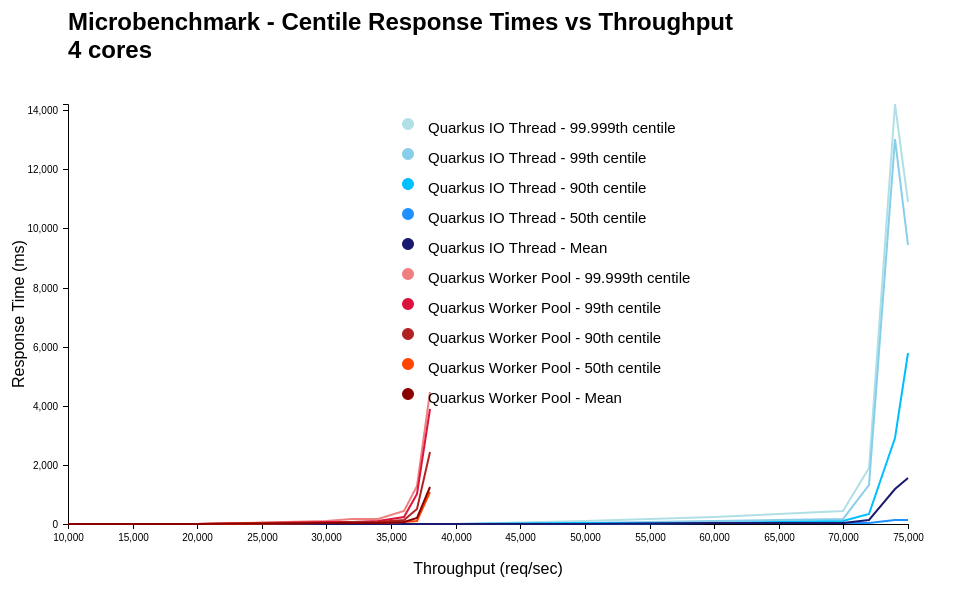 Microbenchmark - Centile Response Times vs Throughput
4 cores
14,000
12,000
10,000
8,000
6,000
4,000
2,000
0
Response Time (ms)
Quarkus IO Thread - 99.999th centile
Quarkus IO Thread - 99th centile
Quarkus IO Thread - 90th centile
Quarkus IO Thread - 50th centile
Quarkus IO Thread - Mean
Quarkus Worker Pool - 99.999th centile
Quarkus Worker Pool - 99th centile
Quarkus Worker Pool - 90th centile
Quarkus Worker Pool - 50th centile
Quarkus Worker Pool - Mean
10,000 15,000 20,000 25,000 30,000 35,000 40,000 45,000 50,000 55,000 60,000 65,000 70,000 75,000
Throughput (req/sec)